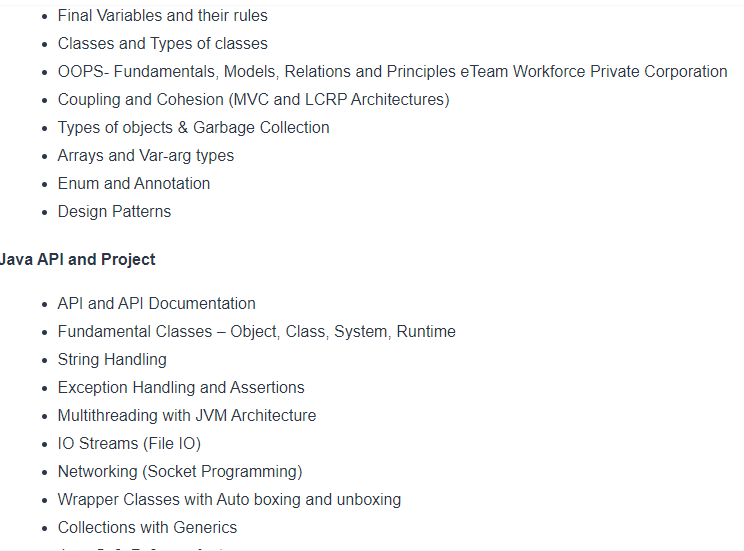 Final Variables and their rules
Classes and Types of classes
OOPS- Fundamentals, Models, Relations and Principles eTeam Workforce Private Corporation
Coupling and Cohesion (MVC and LCRP Architectures)
Types of objects & Garbage Collection
Arrays and Var-arg types
Enum and Annotation
Design Patterns
Java API and Project
API and API Documentation
Fundamental Classes – Object, Class, System, Runtime
String Handling
Exception Handling and Assertions
Multithreading with JVM Architecture
IO Streams (File IO)
Networking (Socket Programming)
Wrapper Classes with Auto boxing and unboxing
Collections with Generics